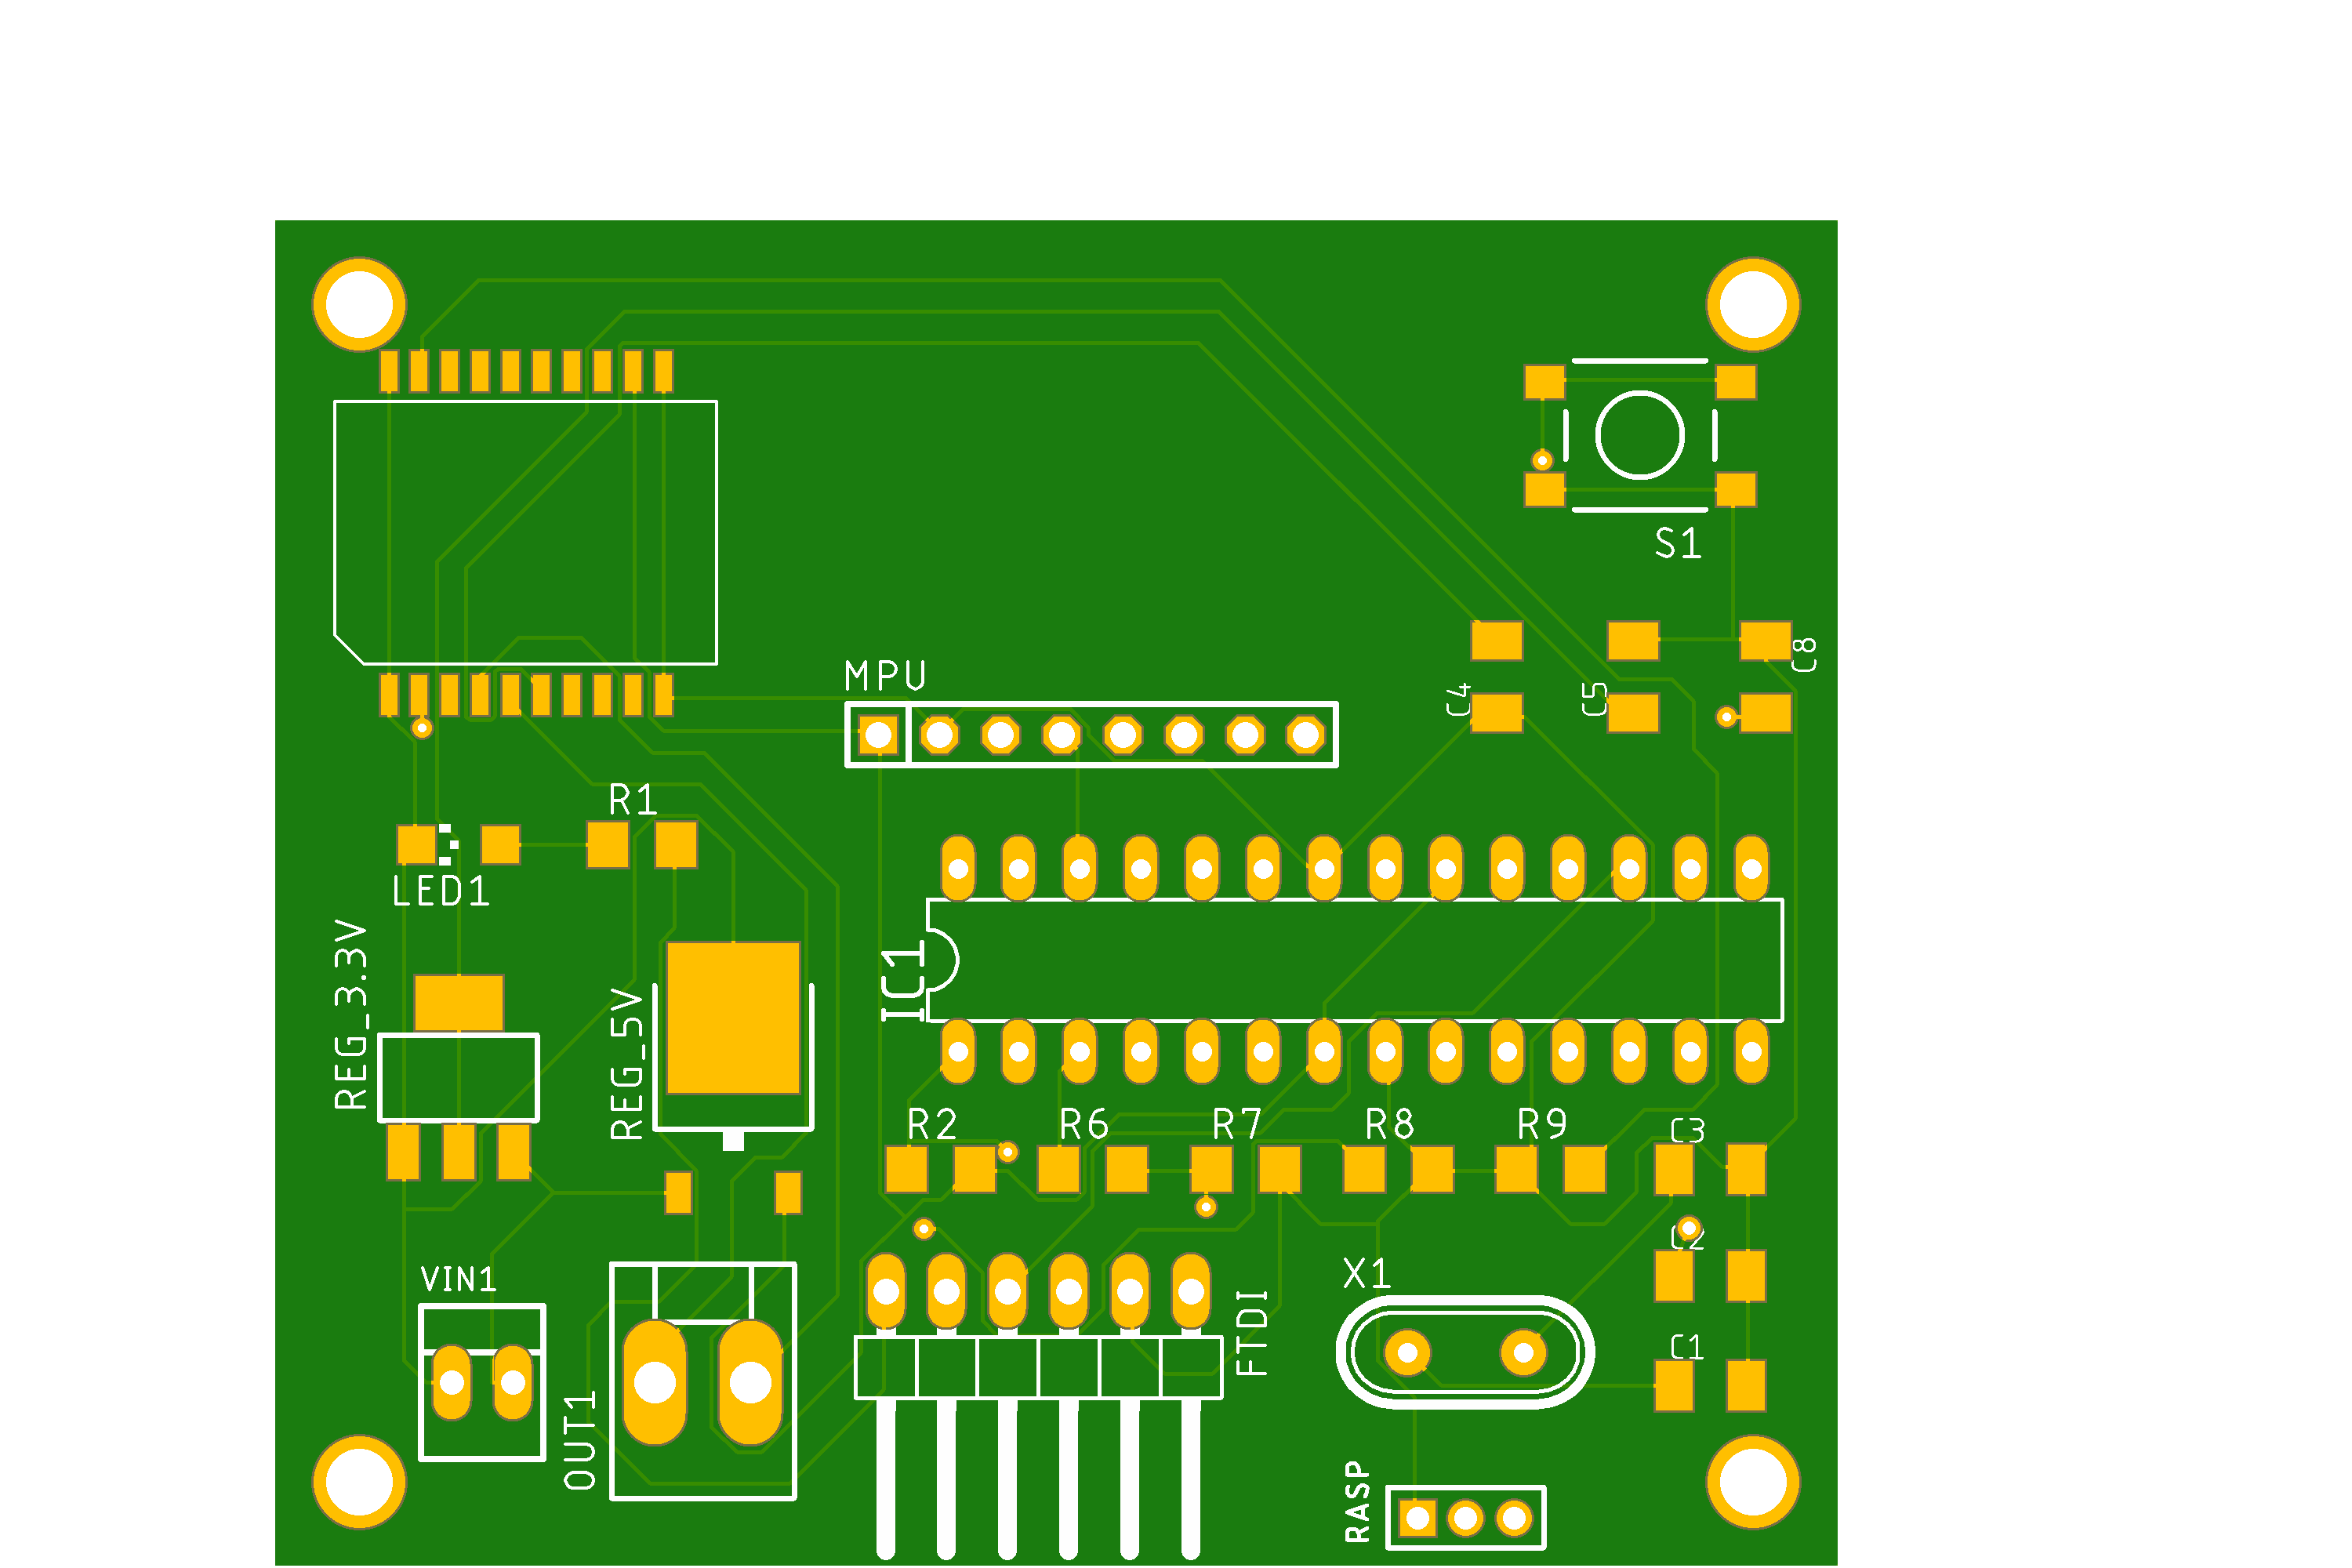 S1
C8
C4
C5
MPU
R1
LED1
REG_3.3V
REG_5V
IC1
R2
R6
R7
R8
R9
C3
C2
VIN1
X1
FTDI
C1
OUT1
RASP